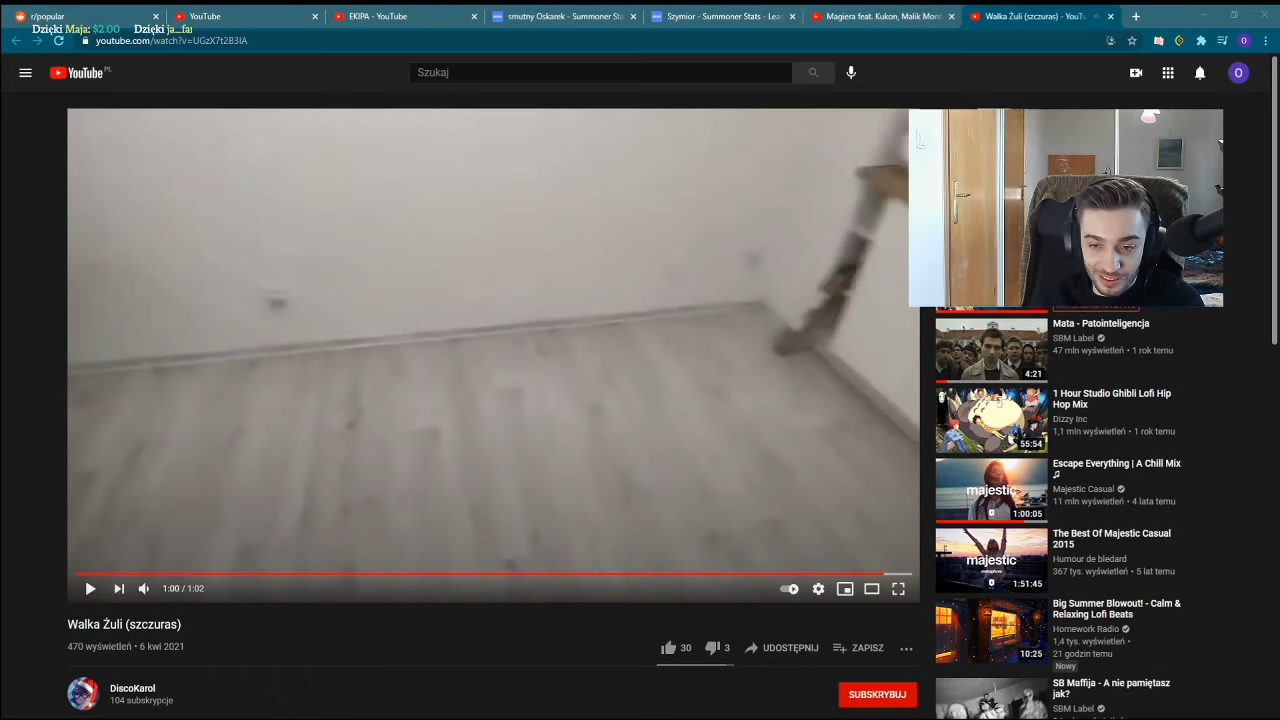 r/popular
YouTube
EKIPA - YouTube
smutny Oskarek - Summoner Sta
Szymior - Summoner Stats - Lea
Magiera feat. Kukon, Malik Mont
Walka Żuli (szczuras) - YouTu
Dzięki Maja: $2.00 Dzięki ja_fa
youtube.com/watch?v=UGzX7t2B3IA
YouTube PL
Szukaj
O
O
Mata - Patointeligencja
SBM Label
47 mln wyświetleń • 1 rok temu
4:21
1 Hour Studio Ghibli Lofi Hip
Hop Mix
Dizzy Inc
1,1 mln wyświetleń • 1 rok temu
55:54
Escape Everything | A Chill Mix
♫
Majestic Casual
11 mln wyświetleń • 4 lata temu
majestic
1:00:05
The Best Of Majestic Casual
2015
Humour de bledard
367 tys. wyświetleń • 5 lat temu
majestic
1:51:45
Big Summer Blowout! - Calm &
Relaxing Lofi Beats
Homework Radio
1,4 tys. wyświetleń •
21 godzin temu
Nowy
10:25
SB Maffija - A nie pamiętasz
jak?
SBM Label
1:00 / 1:02
Walka Żuli (szczuras)
470 wyświetleń • 6 kwi 2021
30
3
UDOSTĘPNIJ
ZAPISZ
DiscoKarol
104 subskrypcje
SUBSKRYBUJ